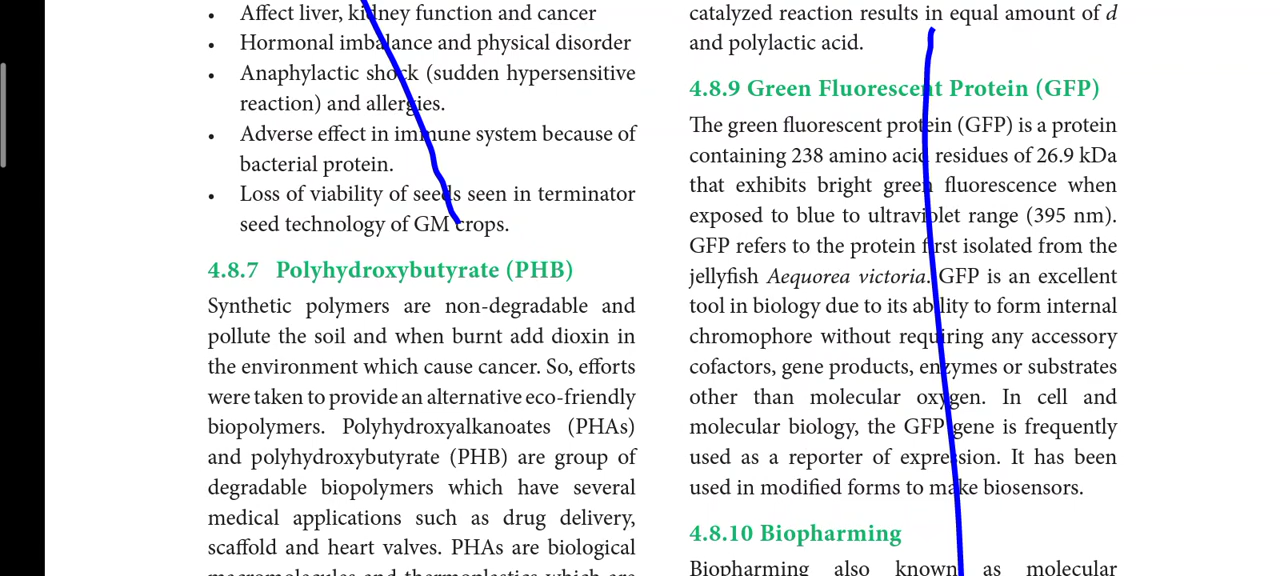 • Affect liver, kidney function and cancer
• Hormonal imbalance and physical disorder
• Anaphylactic shock (sudden hypersensitive
reaction) and allergies.
• Adverse effect in immune system because of
bacterial protein.
• Loss of viability of seeds seen in terminator
seed technology of GM crops.
4.8.7 Polyhydroxybutyrate (PHB)
Synthetic polymers are non-degradable and
pollute the soil and when burnt add dioxin in
the environment which cause cancer. So, efforts
were taken to provide an alternative eco-friendly
biopolymers. Polyhydroxyalkanoates (PHAs)
and polyhydroxybutyrate (PHB) are group of
degradable biopolymers which have several
medical applications such as drug delivery,
scaffold and heart valves. PHAs are biological
macromolecules and thermoplastics which are
catalyzed reaction results in equal amount of d
and polylactic acid.
4.8.9 Green Fluorescent Protein (GFP)
The green fluorescent protein (GFP) is a protein
containing 238 amino acid residues of 26.9 kDa
that exhibits bright green fluorescence when
exposed to blue to ultraviolet range (395 nm).
GFP refers to the protein first isolated from the
jellyfish Aequorea victoria. GFP is an excellent
tool in biology due to its ability to form internal
chromophore without requiring any accessory
cofactors, gene products, enzymes or substrates
other than molecular oxygen. In cell and
molecular biology, the GFP gene is frequently
used as a reporter of expression. It has been
used in modified forms to make biosensors.
4.8.10 Biopharming
Biopharming also known as molecular